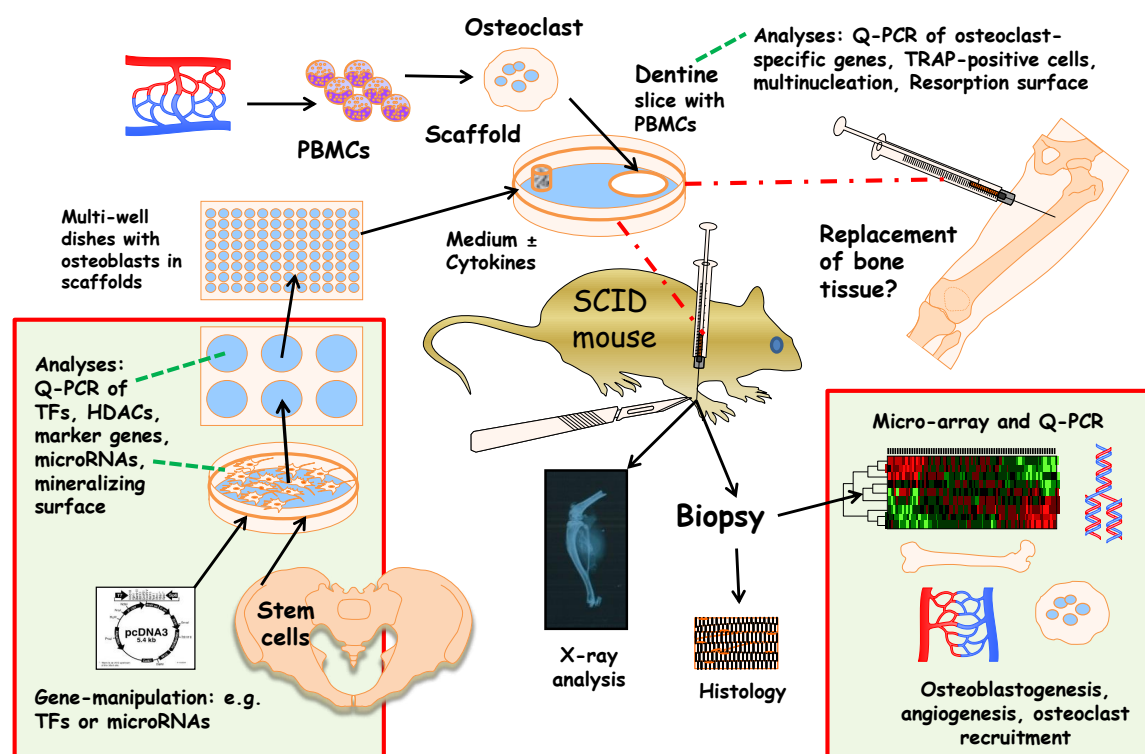 Osteoclast
Analyses: Q-PCR of osteoclast-
specific genes, TRAP-positive cells,
multinucleation, Resorption surface
Dentine
slice with
PBMCs
PBMCs
Scaffold
Multi-well
dishes with
osteoblasts in
scaffolds
Medium ±
Cytokines
Replacement
of bone
tissue?
SCID
mouse
Analyses:
Q-PCR of
TFs, HDACs,
marker genes,
microRNAs,
mineralizing
surface
pcDNA3
5.4 kb
Stem
cells
Gene-manipulation: e.g.
TFs or microRNAs
X-ray
analysis
Biopsy
Histology
Micro-array and Q-PCR
Osteoblastogenesis,
angiogenesis, osteoclast
recruitment